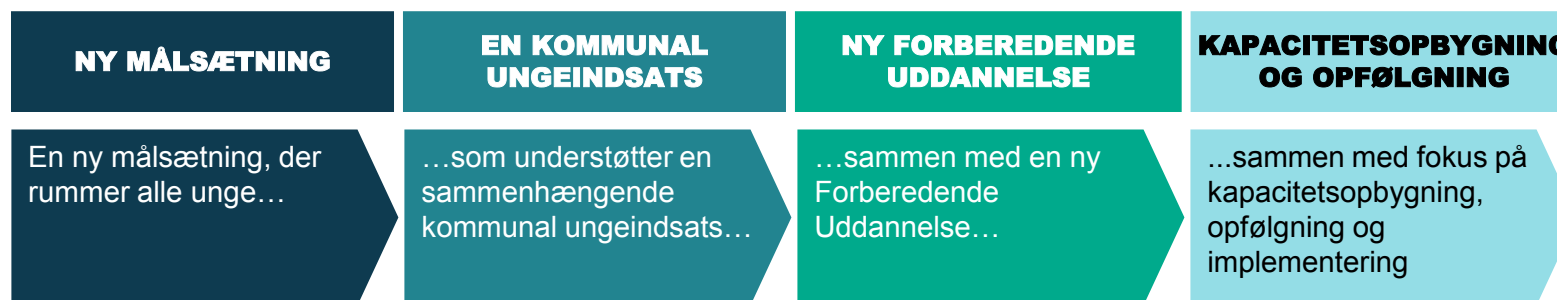 NY MÅLSÆTNING
EN KOMMUNAL
UNGEINDSATS
NY FORBEREDENDE
UDDANNELSE
KAPACITETSOPBYGNING
OG OPFØLGNING
En ny målsætning, der
rummer alle unge…
…som understøtter en
sammenhængende
kommunal ungeindsats…
…sammen med en ny
Forberedende
Uddannelse…
...sammen med fokus på
kapacitetsopbygning,
opfølgning og
implementering